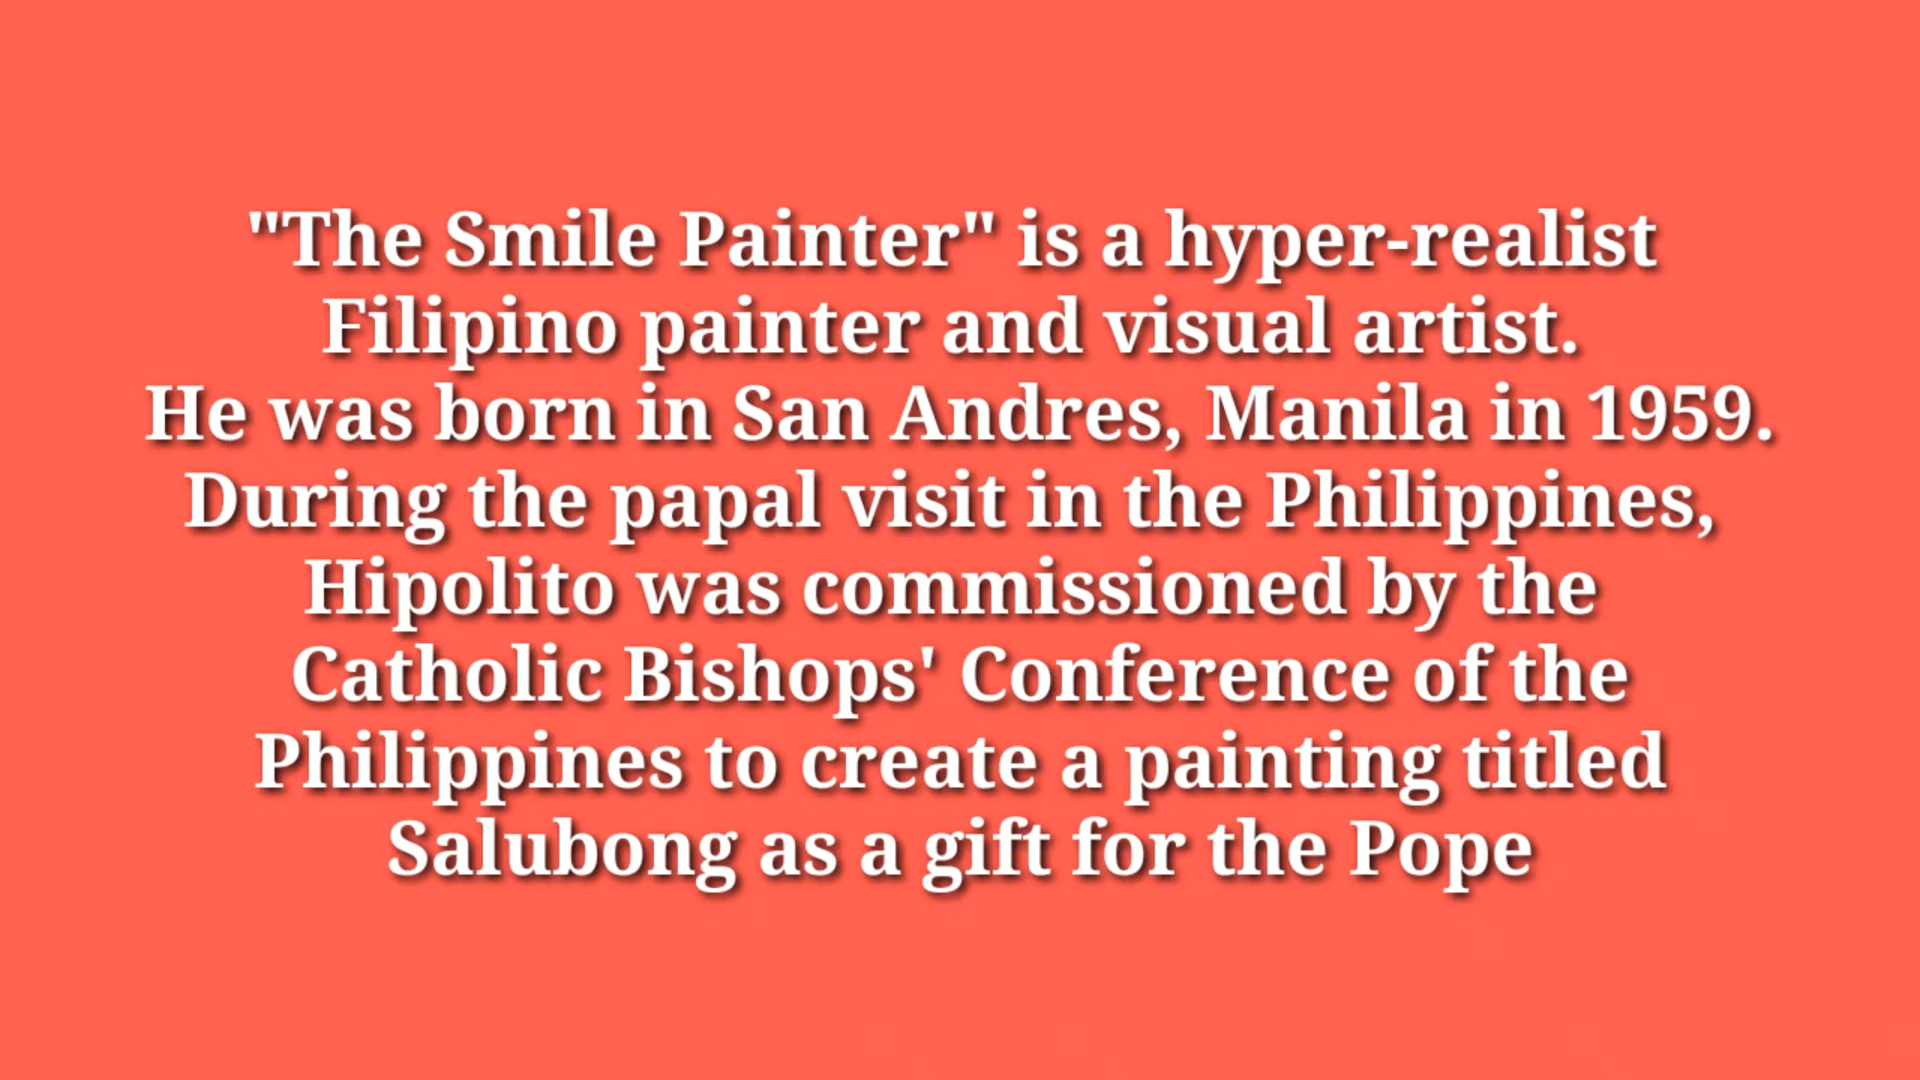 "The Smile Painter" is a hyper-realist
Filipino painter and visual artist.
He was born in San Andres, Manila in 1959.
During the papal visit in the Philippines,
Hipolito was commissioned by the
Catholic Bishops' Conference of the
Philippines to create a painting titled
Salubong as a gift for the Pope